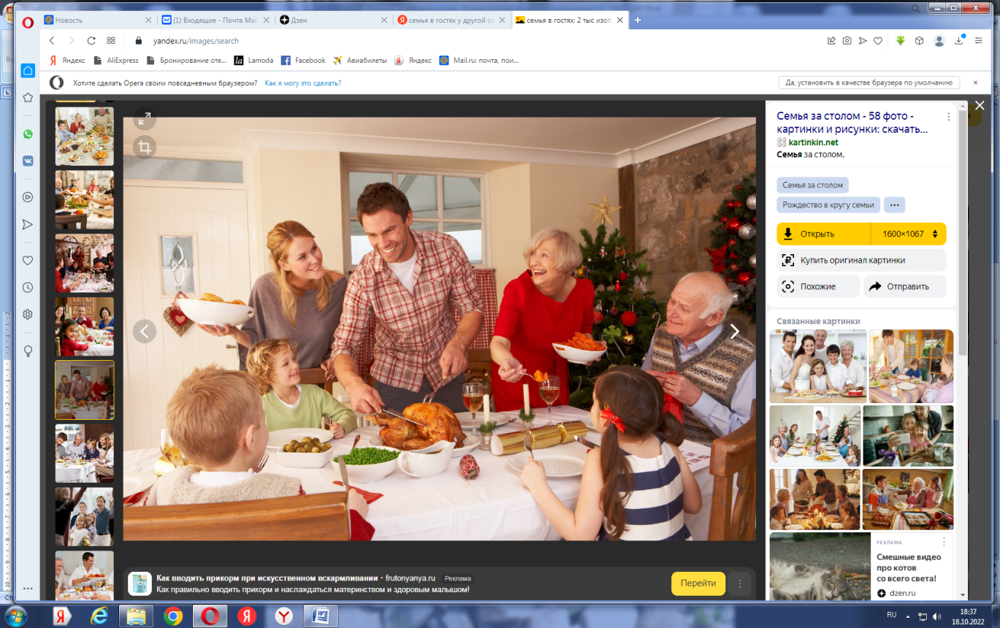 Новость
(1) Входящие - Почта Mai
Дзен
семья в гостях у другой се
семья в гостях: 2 тыс изоб
yandex.ru/images/search
Яндекс
AliExpress
Бронирование оте...
Lamoda
Facebook
Авиабилеты
Яндекс
Mail.ru: почта, пои...
Хотите сделать Opera своим повседневным браузером?
Как я могу это сделать?
Да, установить в качестве браузера по умолчанию
Семья за столом - 58 фото -
картинки и рисунки: скачать...
kartinkin.net
Семья за столом.
Семья за столом
Рождество в кругу семьи
Открыть
1600×1067
Купить оригинал картинки
Похожие
Отправить
Связанные картинки
РЕКЛАМА
Смешные видео
про котов
со всего света!
dzen.ru
Как вводить прикорм при искусственном вскармливании · frutonyanya.ru Реклама
Как правильно вводить прикорм и наслаждаться материнством и здоровым малышом!
Перейти
RU
18:37
18.10.2022